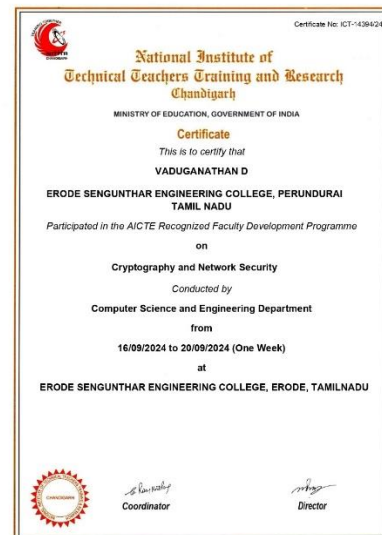 Certificate No: ICT-14394/24
National Institute of
Technical Teachers Training and Research
Chandigarh
MINISTRY OF EDUCATION, GOVERNMENT OF INDIA
Certificate
This is to certify that
VADUGANATHAN D
ERODE SENGUNTHAR ENGINEERING COLLEGE, PERUNDURAI
TAMIL NADU
Participated in the AICTE Recognized Faculty Development Programme
on
Cryptography and Network Security
Conducted by
Computer Science and Engineering Department
from
16/09/2024 to 20/09/2024 (One Week)
at
ERODE SENGUNTHAR ENGINEERING COLLEGE, ERODE, TAMILNADU
Coordinator
Director